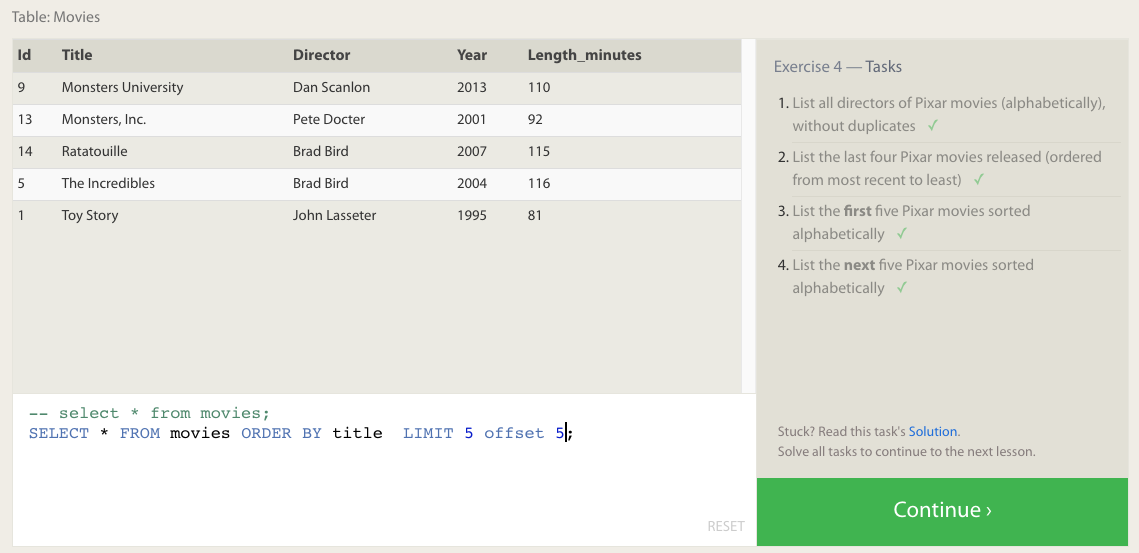 Table: Movies
Id Title Director Year Length_minutes
9 Monsters University Dan Scanlon 2013 110
13 Monsters, Inc. Pete Docter 2001 92
14 Ratatouille Brad Bird 2007 115
5 The Incredibles Brad Bird 2004 116
1 Toy Story John Lasseter 1995 81
-- select * from movies;
SELECT * FROM movies ORDER BY title  LIMIT 5 offset 5;
RESET
Exercise 4 — Tasks
1. List all directors of Pixar movies (alphabetically),
without duplicates ✓
2. List the last four Pixar movies released (ordered
from most recent to least) ✓
3. List the first five Pixar movies sorted
alphabetically ✓
4. List the next five Pixar movies sorted
alphabetically ✓
Stuck? Read this task's Solution.
Solve all tasks to continue to the next lesson.
Continue ›